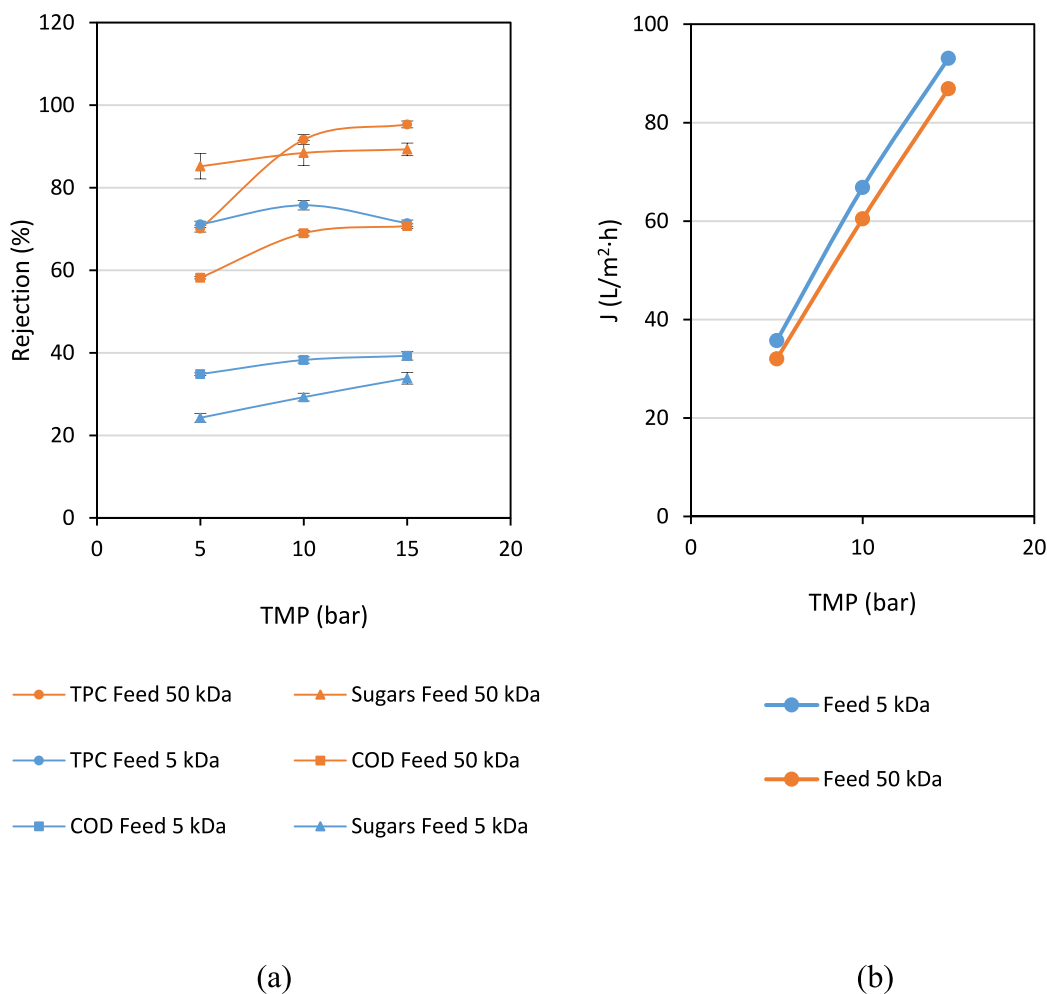 120
100
80
60
40
20
0
Rejection (%)
0 5 10 15 20
TMP (bar)
TPC Feed 50 kDa
Sugars Feed 50 kDa
TPC Feed 5 kDa
COD Feed 50 kDa
COD Feed 5 kDa
Sugars Feed 5 kDa
(a)
100
80
60
40
20
0
J (L/m²·h)
0 10 20
TMP (bar)
Feed 5 kDa
Feed 50 kDa
(b)